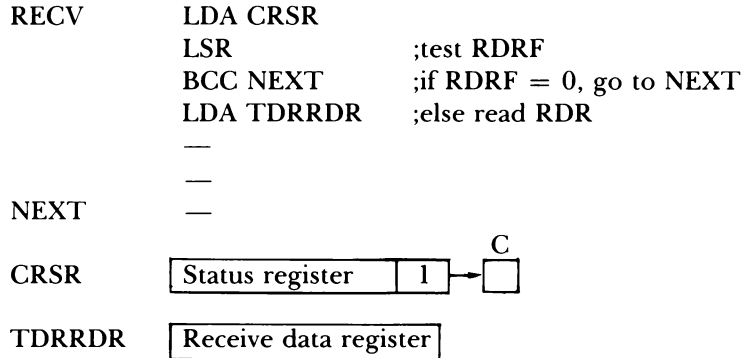 RECV LDA CRSR
LSR ;test RDRF
BCC NEXT ;if RDRF = 0, go to NEXT
LDA TDRRDR ;else read RDR
—
—
NEXT —
C
CRSR Status register 1
TDRRDR Receive data register